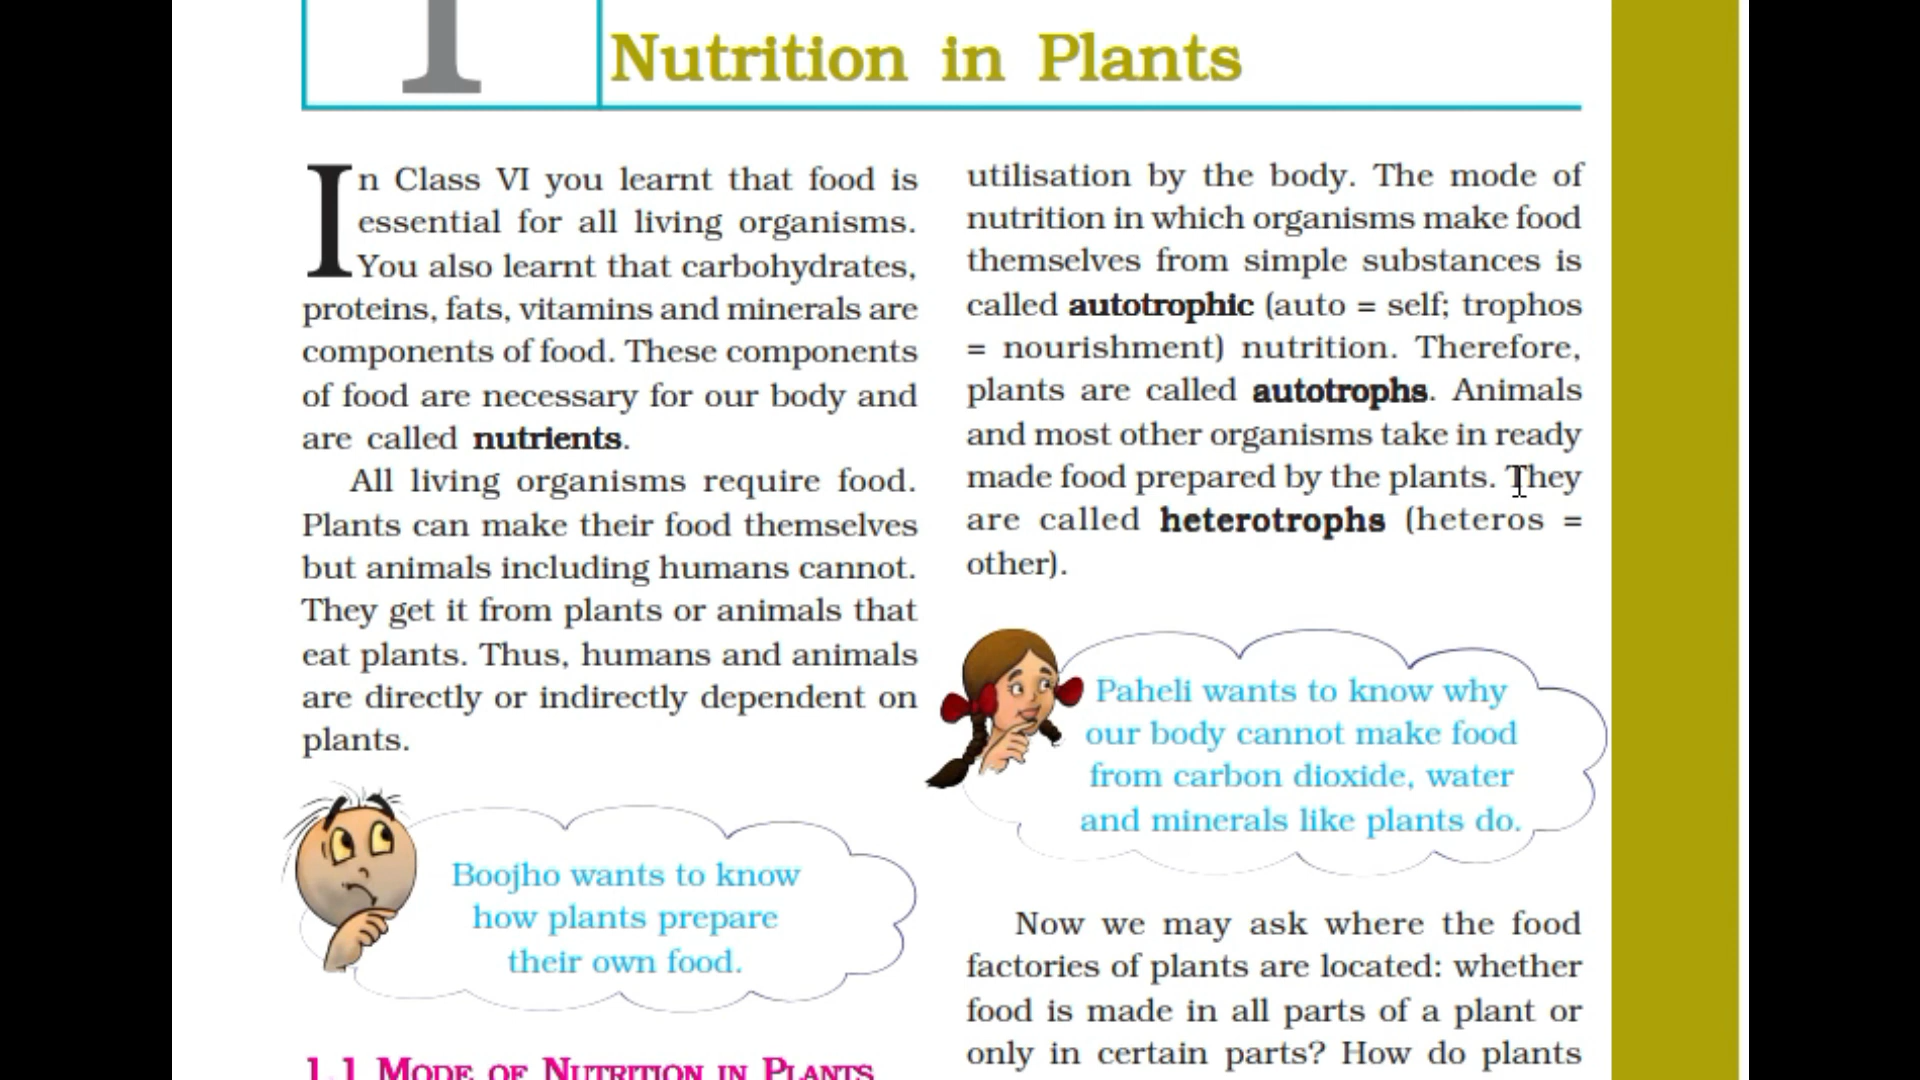 1
Nutrition in Plants
In Class VI you learnt that food is
essential for all living organisms.
You also learnt that carbohydrates,
proteins, fats, vitamins and minerals are
components of food. These components
of food are necessary for our body and
are called nutrients.
All living organisms require food.
Plants can make their food themselves
but animals including humans cannot.
They get it from plants or animals that
eat plants. Thus, humans and animals
are directly or indirectly dependent on
plants.
Boojho wants to know
how plants prepare
their own food.
1.1 MODE OF NUTRITION IN PLANTS
utilisation by the body. The mode of
nutrition in which organisms make food
themselves from simple substances is
called autotrophic (auto = self; trophos
= nourishment) nutrition. Therefore,
plants are called autotrophs. Animals
and most other organisms take in ready
made food prepared by the plants. They
are called heterotrophs (heteros =
other).
Paheli wants to know why
our body cannot make food
from carbon dioxide, water
and minerals like plants do.
Now we may ask where the food
factories of plants are located: whether
food is made in all parts of a plant or
only in certain parts? How do plants